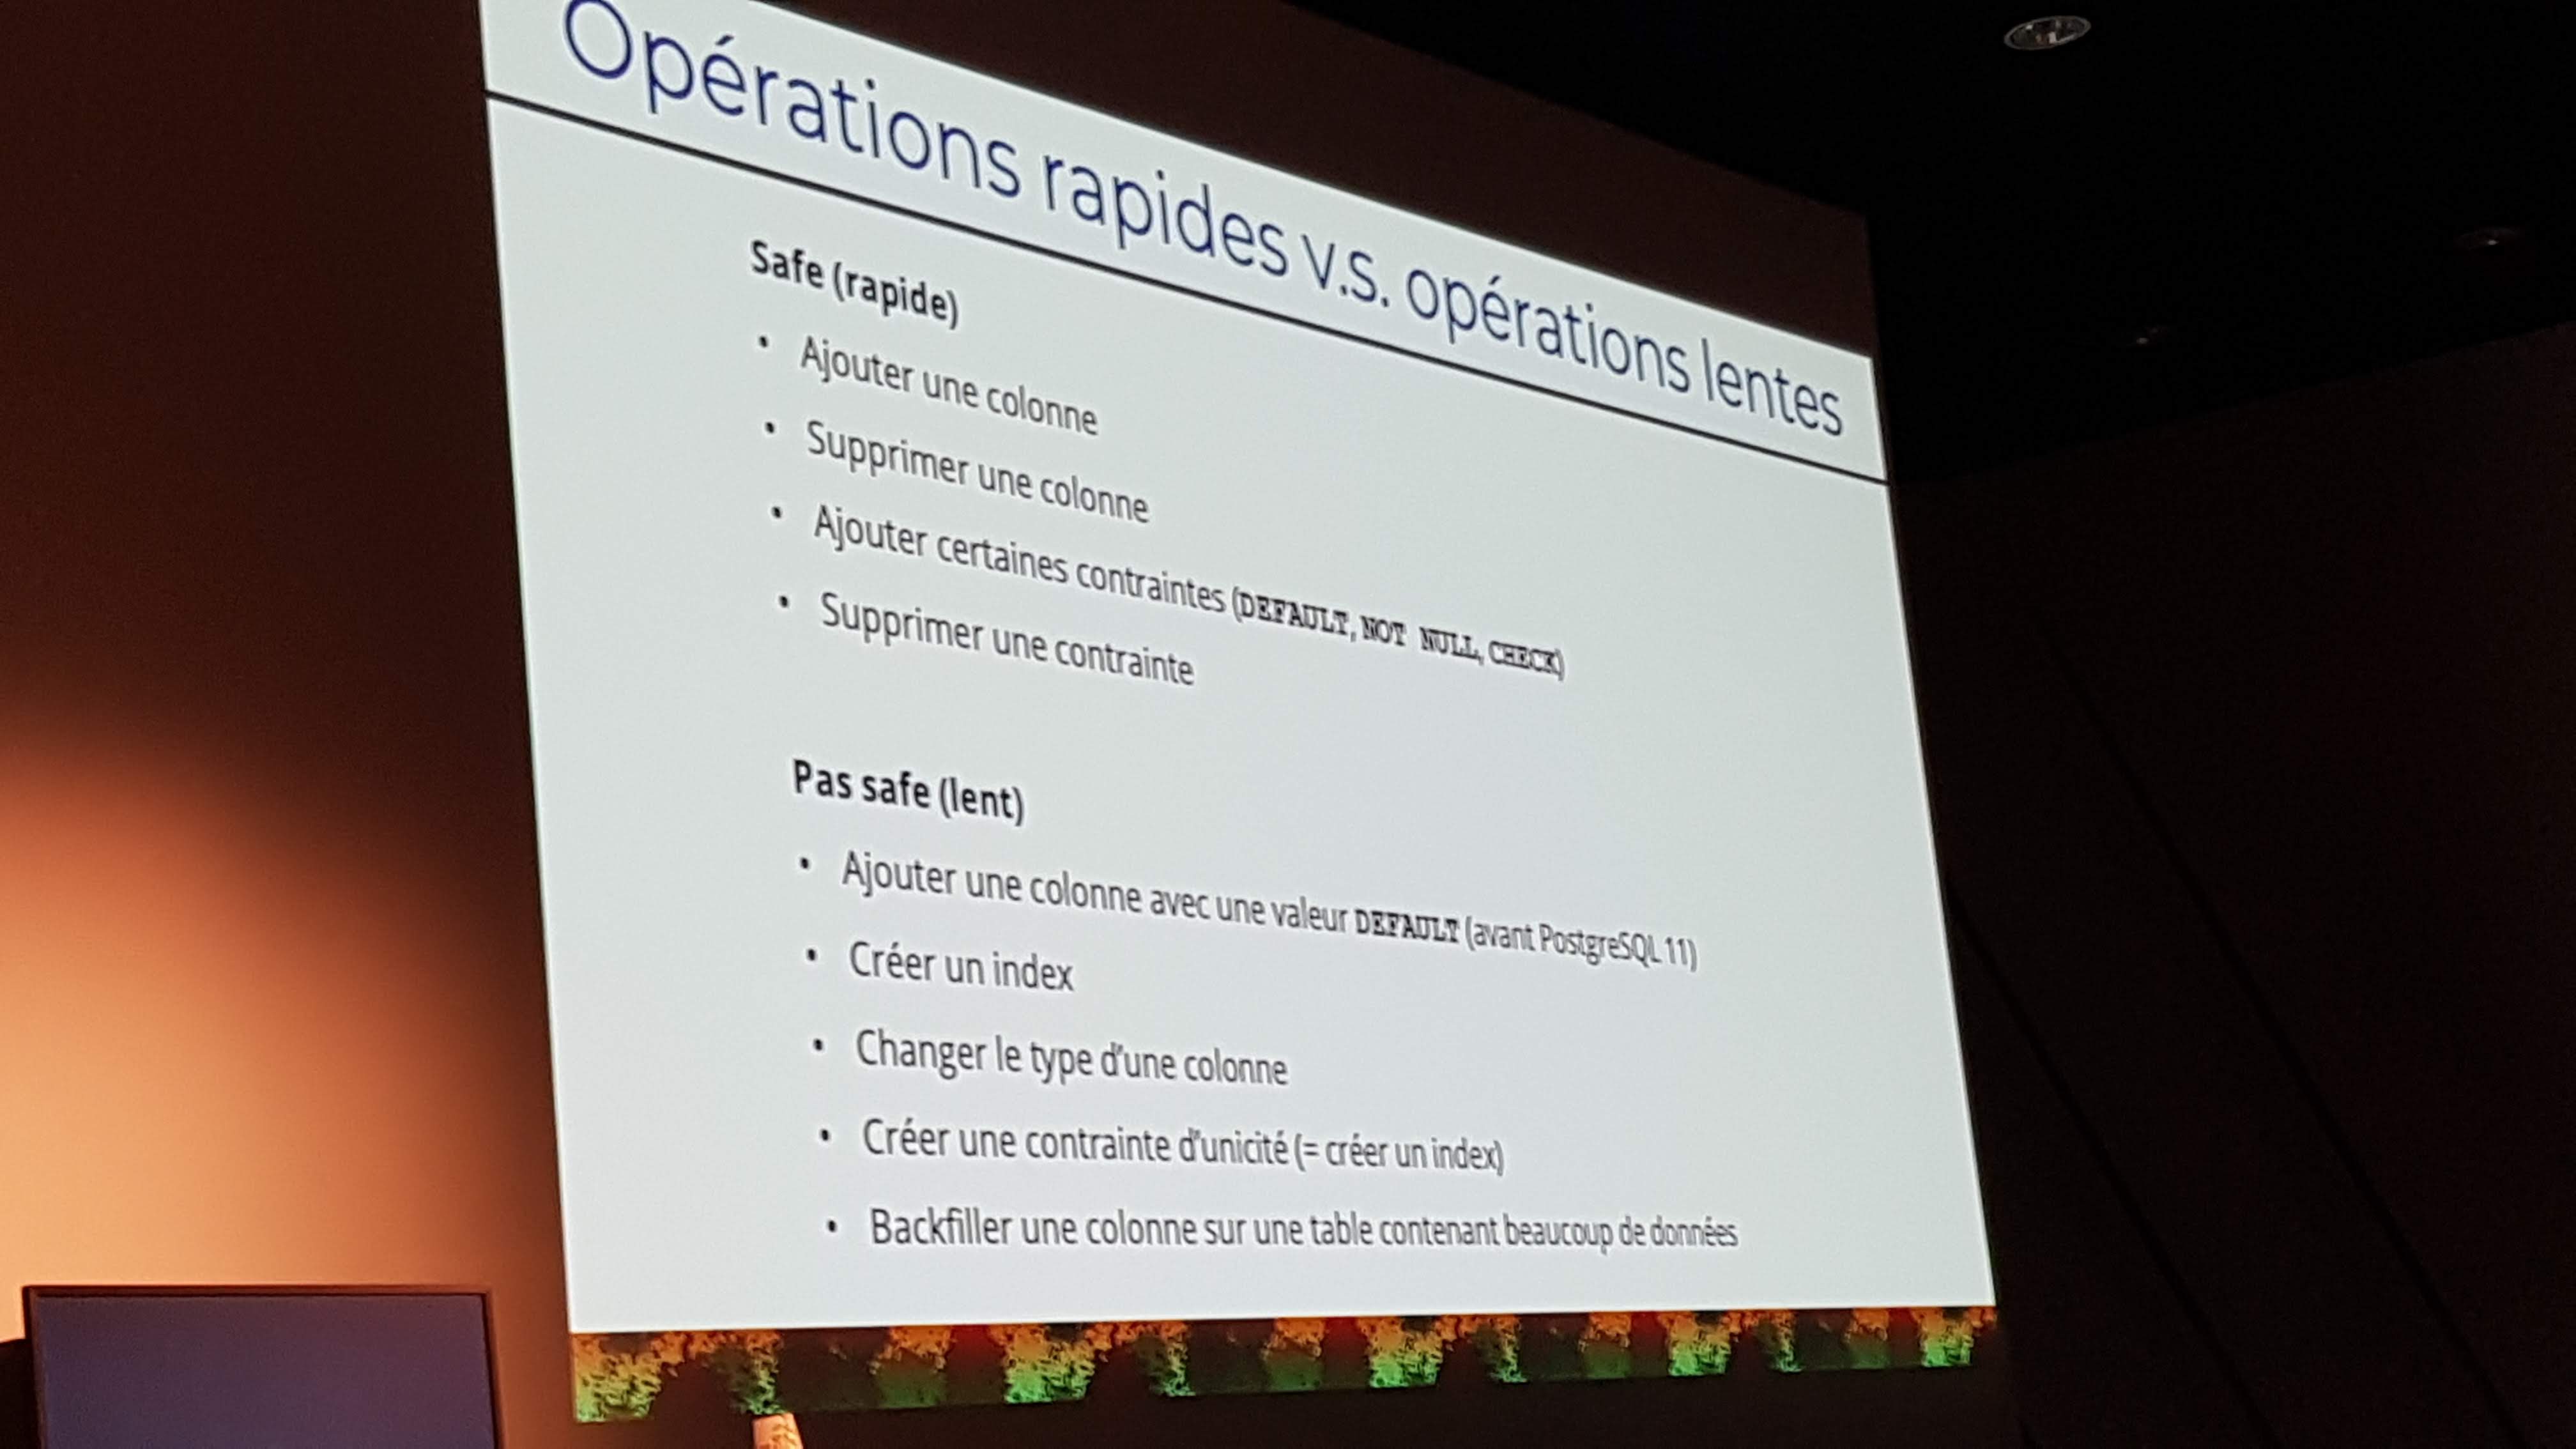 Opérations rapides v.s. opérations lentes
Safe (rapide)
• Ajouter une colonne
• Supprimer une colonne
• Ajouter certaines contraintes (DEFAULT, NOT NULL, CHECK)
• Supprimer une contrainte
Pas safe (lent)
• Ajouter une colonne avec une valeur DEFAULT (avant PostgreSQL 11)
• Créer un index
• Changer le type d'une colonne
• Créer une contrainte d'unicité (= créer un index)
• Backfiller une colonne sur une table contenant beaucoup de données